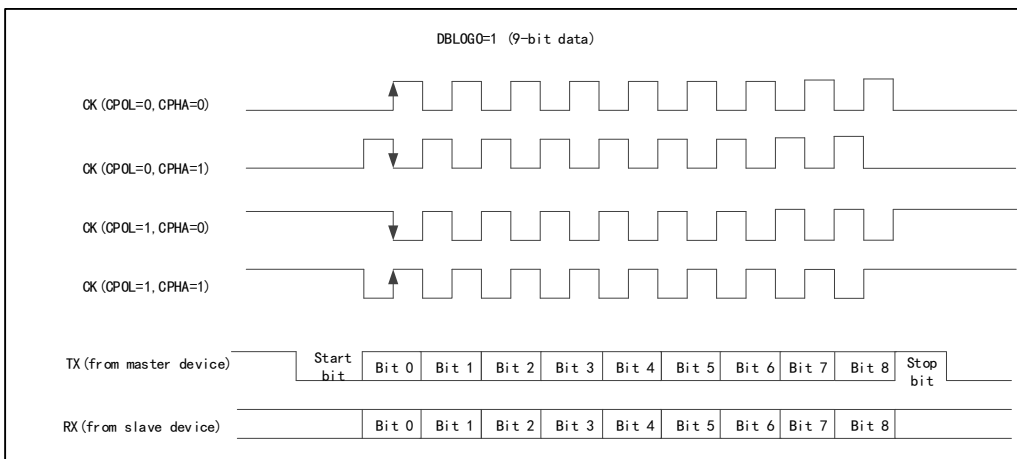 DBLOGO=1 (9-bit data)
CK(CPOL=0,CPHA=0)
CK(CPOL=0,CPHA=1)
CK(CPOL=1,CPHA=0)
CK(CPOL=1,CPHA=1)
TX(from master device) Start bit Bit 0 Bit 1 Bit 2 Bit 3 Bit 4 Bit 5 Bit 6 Bit 7 Bit 8 Stop bit
RX(from slave device) Bit 0 Bit 1 Bit 2 Bit 3 Bit 4 Bit 5 Bit 6 Bit 7 Bit 8